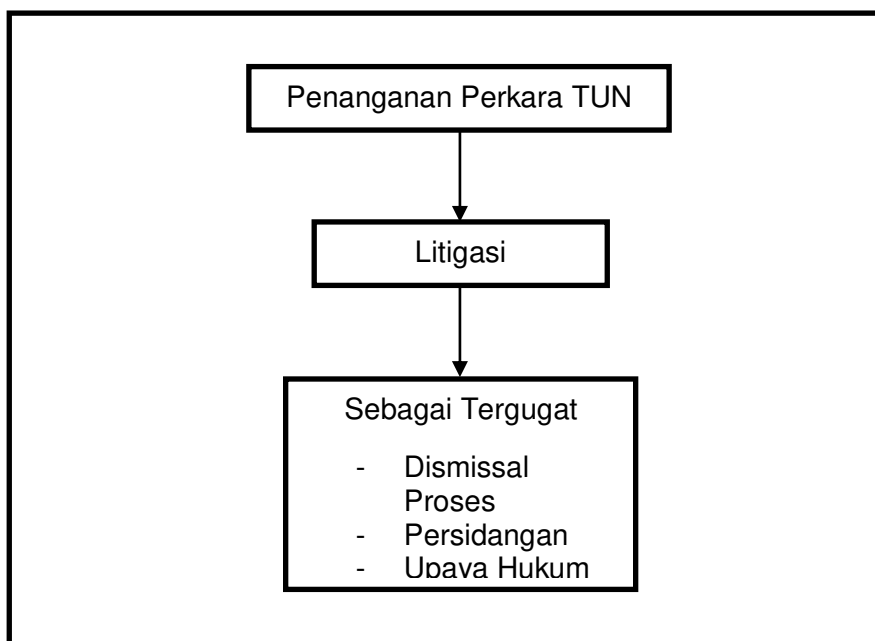 Penanganan Perkara TUN
Litigasi
Sebagai Tergugat
- Dismissal
Proses
- Persidangan
- Upaya Hukum